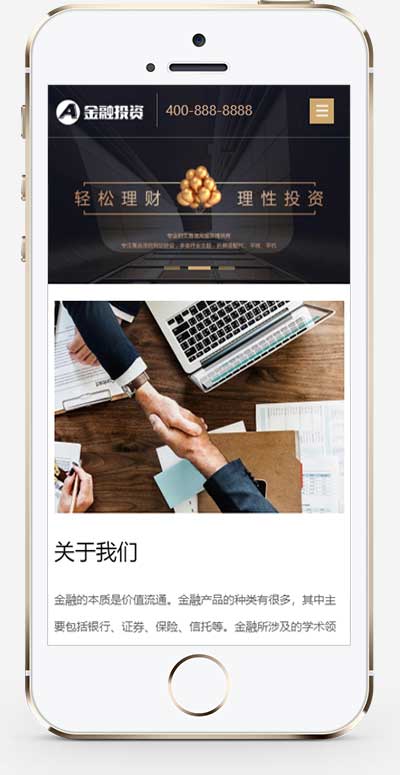 金融投资
400-888-8888
轻松理财 理性投资
关于我们
金融的本质是价值流通。金融产品的种类有很多，其中主
要包括银行、证券、保险、信托等。金融所涉及的学术领